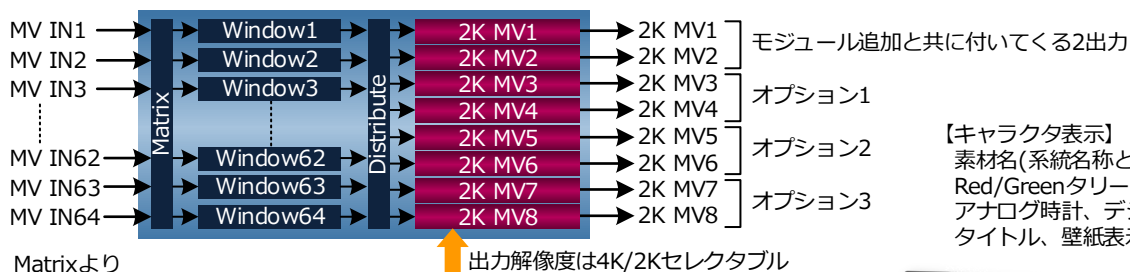 MV IN1
MV IN2
MV IN3
MV IN62
MV IN63
MV IN64
Matrix
Window1
Window2
Window3
Window62
Window63
Window64
Distribute
2K MV1
2K MV2
2K MV3
2K MV4
2K MV5
2K MV6
2K MV7
2K MV8
2K MV1
2K MV2
2K MV3
2K MV4
2K MV5
2K MV6
2K MV7
2K MV8
モジュール追加と共に付いてくる2出力
オプション1
オプション2
オプション3
【キャラクタ表示】
素材名(系統名称と
Red/Greenタリー
アナログ時計、デ
タイトル、壁紙表示
Matrixより
出力解像度は4K/2Kセレクタブル